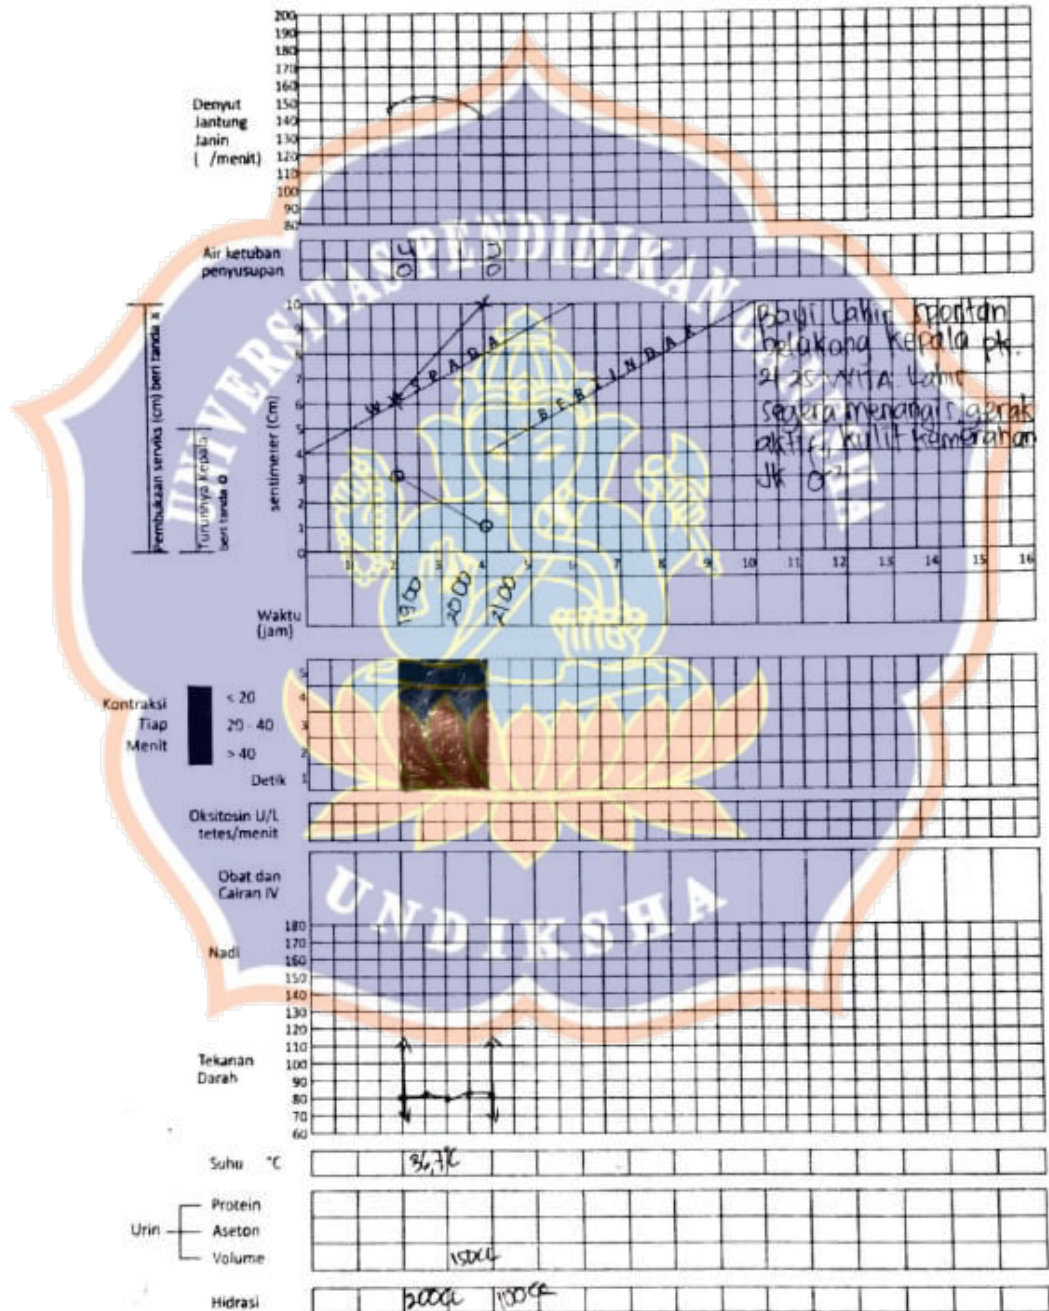 200
190
180
170
160
150
140
130
120
110
100
90
80
Denyut
Jantung
Janin
( /menit)
UNIVERSITAS PENDIDIKAN GANESHA
Air ketuban
penyusupan
U U
0 0
Pembukaan serviks (cm) beri tanda x
Turunnya Kepala
beri tanda O
sentimeter (Cm)
10
9
8
7
6
5
4
3
2
1
0
WASPADA
BERTINDAK
Bayi Lahir spontan
belakang kepala pk.
21.25 WITA. Lahir
segera menangis gerak
aktif, kulit kemerahan
JK ♂
1 2 3 4 5 6 7 8 9 10 11 12 13 14 15 16
Waktu
(jam)
19.00 20.00 21.00
Kontraksi
Tiap
Menit
< 20
20 - 40
> 40
Detik
5
4
3
2
1
Oksitosin U/L
tetes/menit
Obat dan
Cairan IV
UNDIKSHA
Nadi
Tekanan
Darah
180
170
160
150
140
130
120
110
100
90
80
70
60
Suhu °C 36,7°C
Urin
Protein
Aseton
Volume 150cc
Hidrasi 200cc 100cc